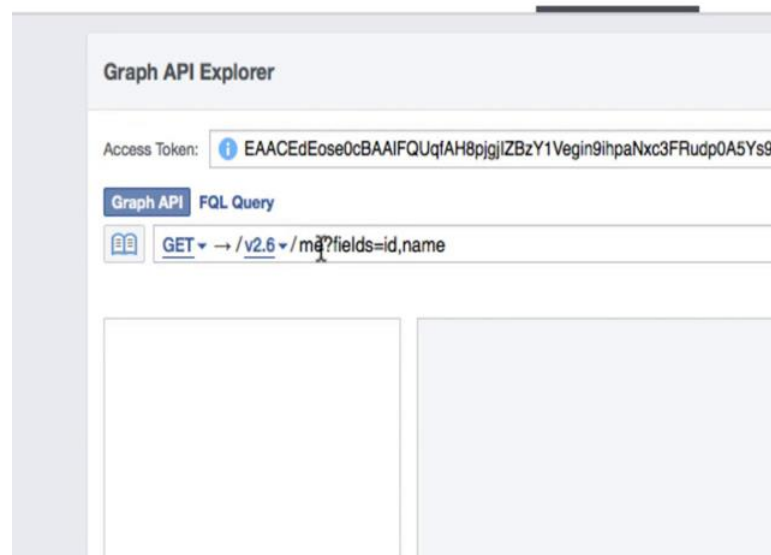 Graph API Explorer
Access Token:
Graph API FQL Query
GET → / v2.6 / me?fields=id,name